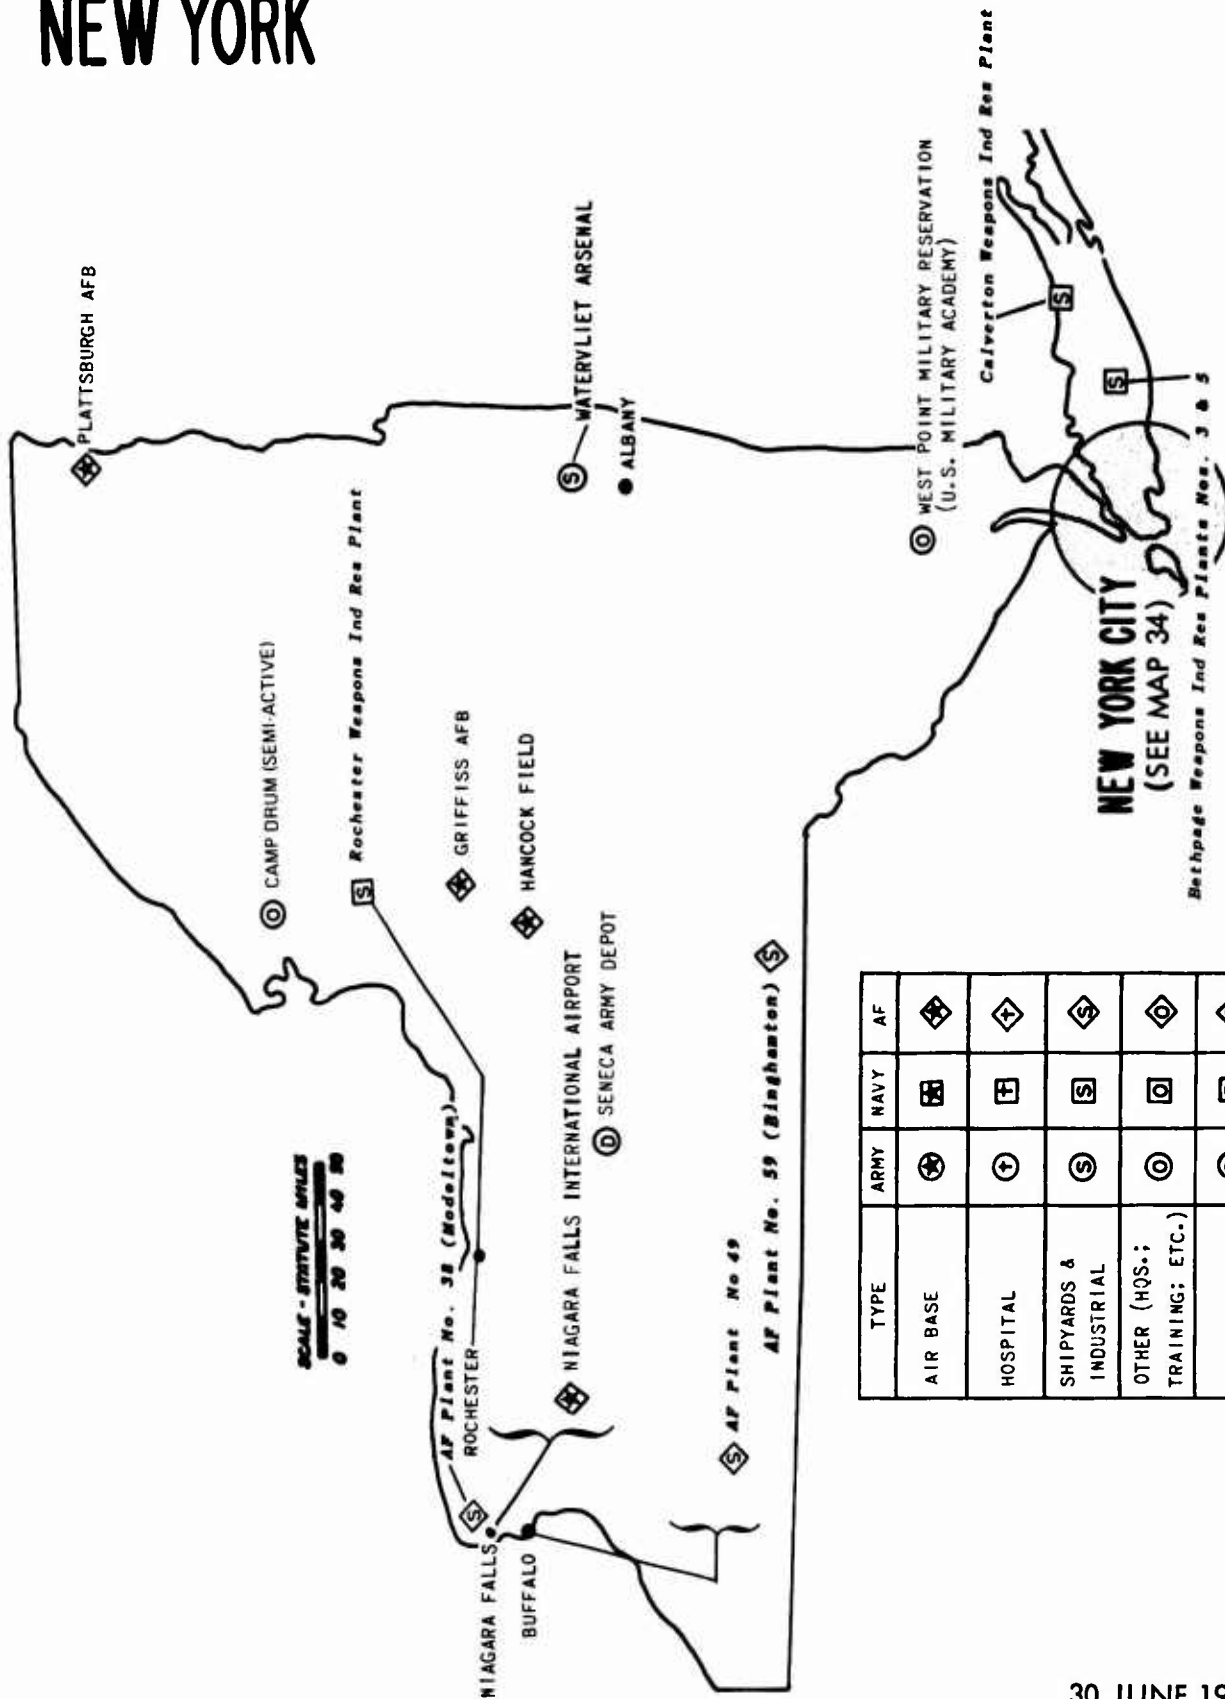 NEW YORK
PLATTSBURGH AFB
CAMP DRUM (SEMI-ACTIVE)
Rochester Weapons Ind Res Plant
GRIFFISS AFB
HANCOCK FIELD
WATERVLIET ARSENAL
ALBANY
SCALE - STATUTE MILES
0 10 20 30 40 50
AF Plant No. 38 (Modeltown)
ROCHESTER
NIAGARA FALLS
BUFFALO
NIAGARA FALLS INTERNATIONAL AIRPORT
D SENECA ARMY DEPOT
AF Plant No 49
AF Plant No. 59 (Binghamton)
WEST POINT MILITARY RESERVATION
(U.S. MILITARY ACADEMY)
Calverton Weapons Ind Res Plant
NEW YORK CITY
(SEE MAP 34)
Bethpage Weapons Ind Res Plants Nos. 3 & 5
TYPE ARMY NAVY AF
AIR BASE
HOSPITAL
SHIPYARDS &
INDUSTRIAL S S S
OTHER (HQS.;
TRAINING; ETC.) O O O
30 JUNE 19